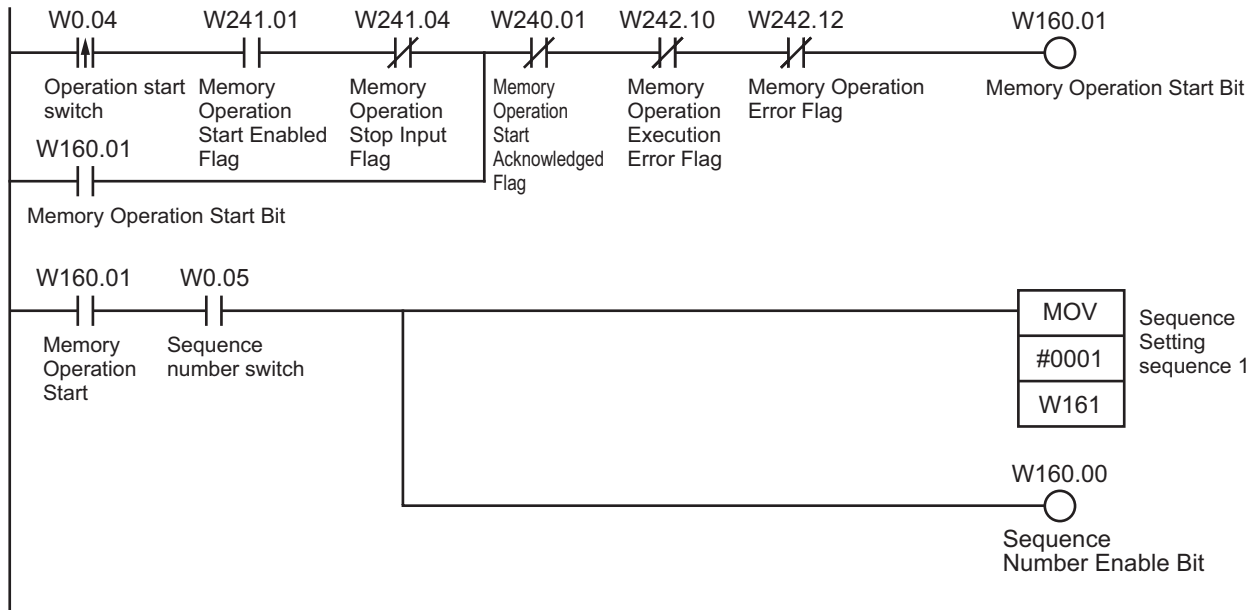 W0.04 W241.01 W241.04 W240.01 W242.10 W242.12 W160.01
Operation start switch
Memory Operation Start Enabled Flag
Memory Operation Stop Input Flag
Memory Operation Start Acknowledged Flag
Memory Operation Execution Error Flag
Memory Operation Error Flag
Memory Operation Start Bit
W160.01
Memory Operation Start Bit
W160.01 W0.05
Memory Operation Start
Sequence number switch
MOV
#0001
W161
Sequence Setting sequence 1
W160.00
Sequence
Number Enable Bit